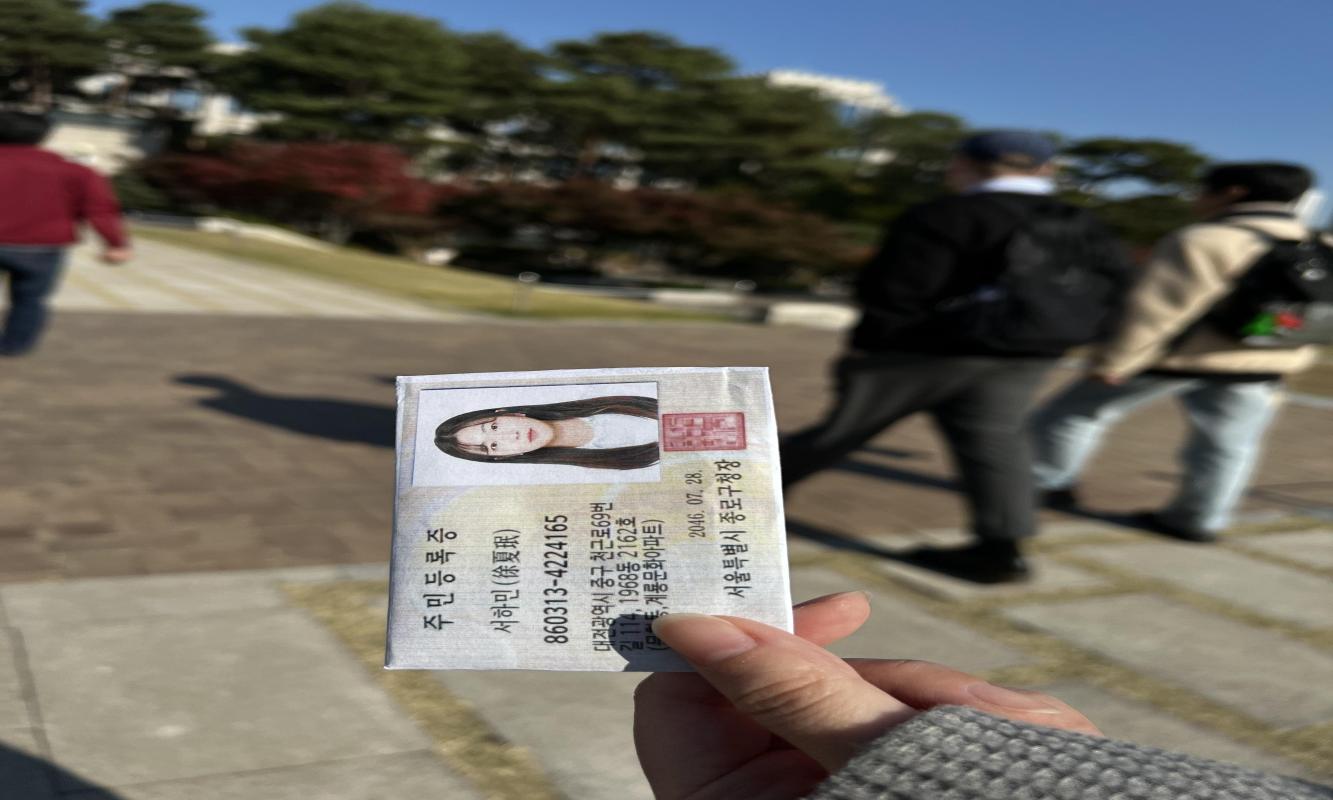 주민등록증
서하민(徐夏珉)
860313-4224165
대전광역시 중구 천근로69번
길 114, 1968동 2162호
계룡문화아파트)
2046. 07. 28.
서울특별시 종로구청장